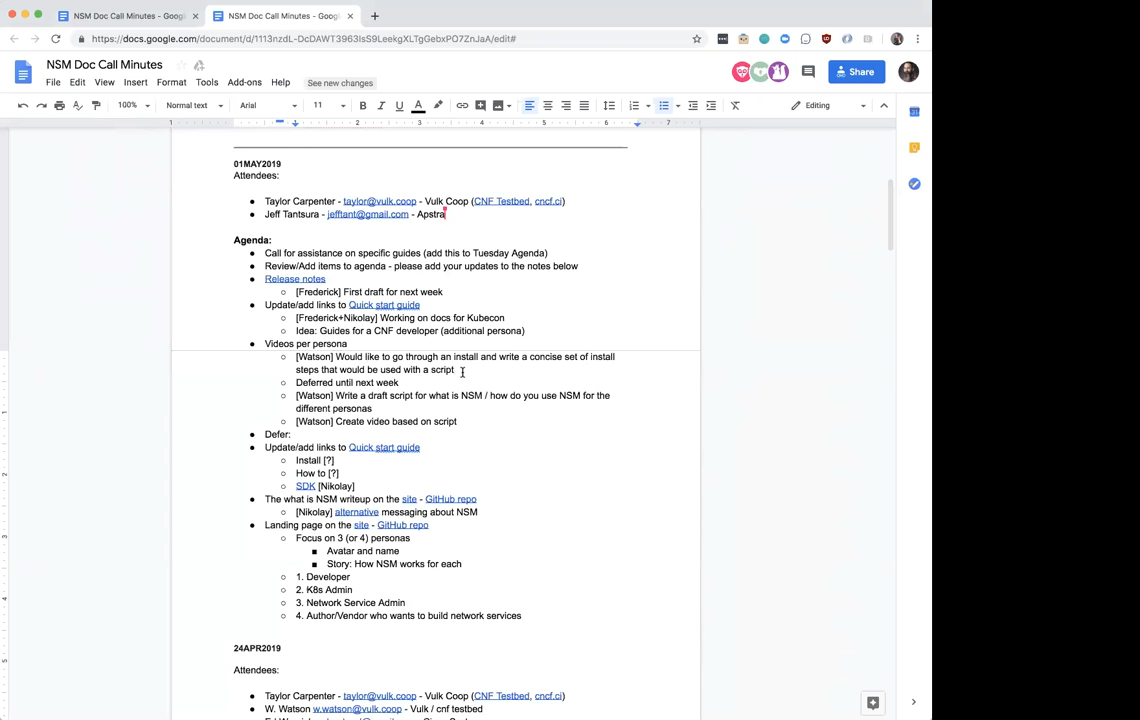 NSM Doc Call Minutes - Goog
NSM Doc Call Minutes - Goog
https://docs.google.com/document/d/1113nzdL-DcDAWT3963IsS9LeekgXLTgGebxPO7ZnJaA/edit#
NSM Doc Call Minutes
File Edit View Insert Format Tools Add-ons Help See new changes
Share
100% Normal text Arial 11 B I U A Editing
1 1 2 3 4 5 6 7
01MAY2019
Attendees:
Taylor Carpenter - taylor@vulk.coop - Vulk Coop (CNF Testbed, cncf.ci)
Jeff Tantsura - jefftant@gmail.com - Apstra
Agenda:
Call for assistance on specific guides (add this to Tuesday Agenda)
Review/Add items to agenda - please add your updates to the notes below
Release notes
[Frederick] First draft for next week
Update/add links to Quick start guide
[Frederick+Nikolay] Working on docs for Kubecon
Idea: Guides for a CNF developer (additional persona)
Videos per persona
[Watson] Would like to go through an install and write a concise set of install
steps that would be used with a script
Deferred until next week
[Watson] Write a draft script for what is NSM / how do you use NSM for the
different personas
[Watson] Create video based on script
Defer:
Update/add links to Quick start guide
Install [?]
How to [?]
SDK [Nikolay]
The what is NSM writeup on the site - GitHub repo
[Nikolay] alternative messaging about NSM
Landing page on the site - GitHub repo
Focus on 3 (or 4) personas
Avatar and name
Story: How NSM works for each
1. Developer
2. K8s Admin
3. Network Service Admin
4. Author/Vendor who wants to build network services
24APR2019
Attendees:
Taylor Carpenter - taylor@vulk.coop - Vulk Coop (CNF Testbed, cncf.ci)
W. Watson w.watson@vulk.coop - Vulk / cnf testbed